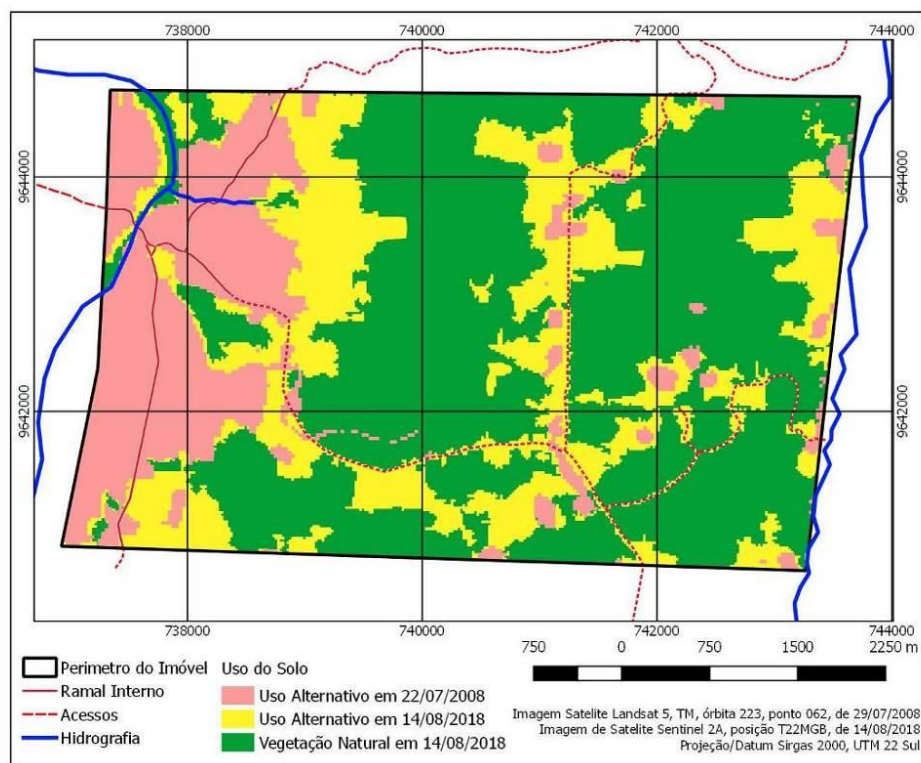 738000 740000 742000 744000
9644000 9644000
9642000 9642000
738000 740000 742000 744000
Perimetro do Imóvel
Ramal Interno
Acessos
Hidrografia
Uso do Solo
Uso Alternativo em 22/07/2008
Uso Alternativo em 14/08/2018
Vegetação Natural em 14/08/2018
750 0 750 1500 2250 m
Imagem Satelite Landsat 5, TM, órbita 223, ponto 062, de 29/07/2008
Imagem de Satelite Sentinel 2A, posição T22MGB, de 14/08/2018
Projeção/Datum Sirgas 2000, UTM 22 Sul